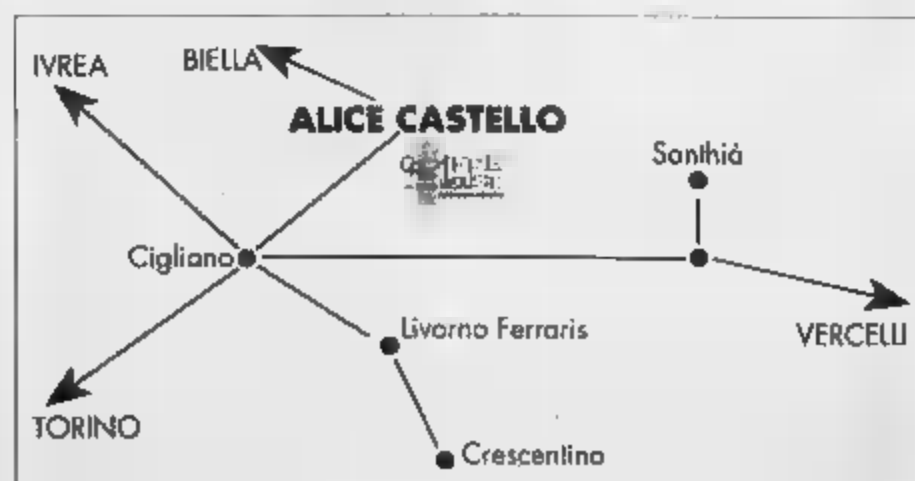 IVREA
BIELLA
ALICE CASTELLO
Santhià
Cigliano
Livorno Ferraris
VERCELLI
TORINO
Crescentino